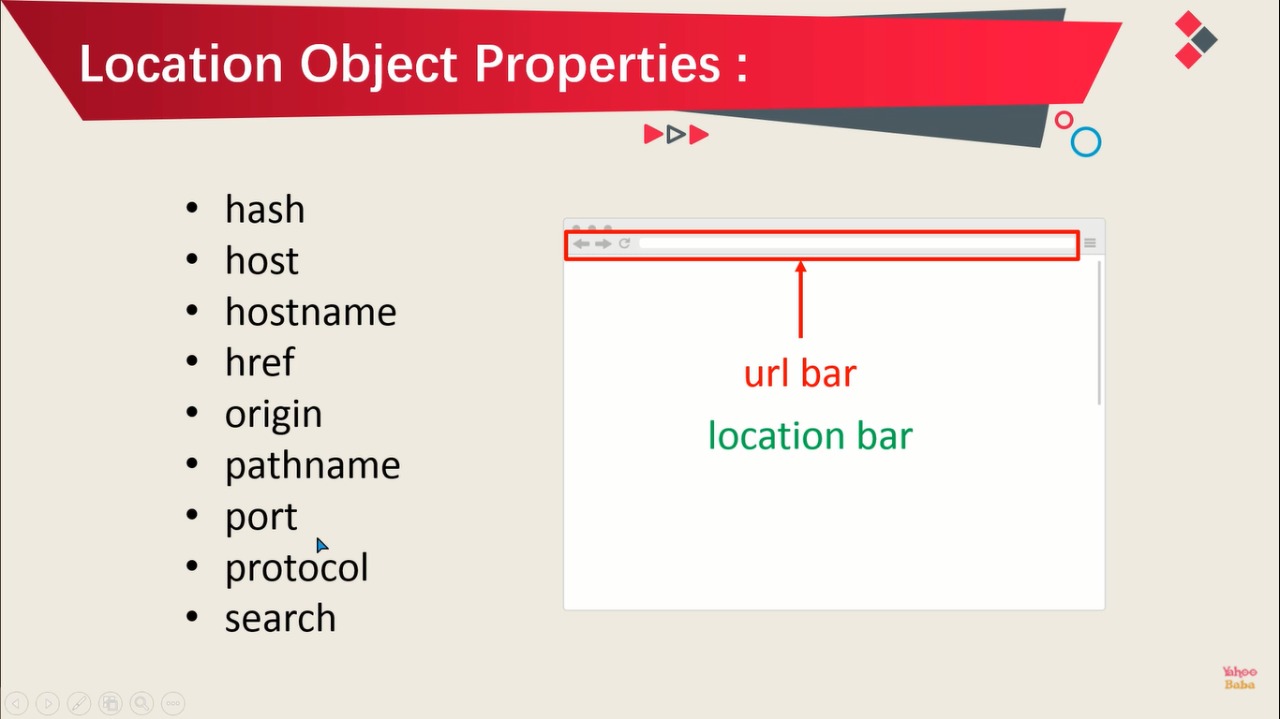 Location Object Properties :
• hash
• host
• hostname
• href
• origin
• pathname
• port
• protocol
• search
url bar
location bar
Yahoo
Baba